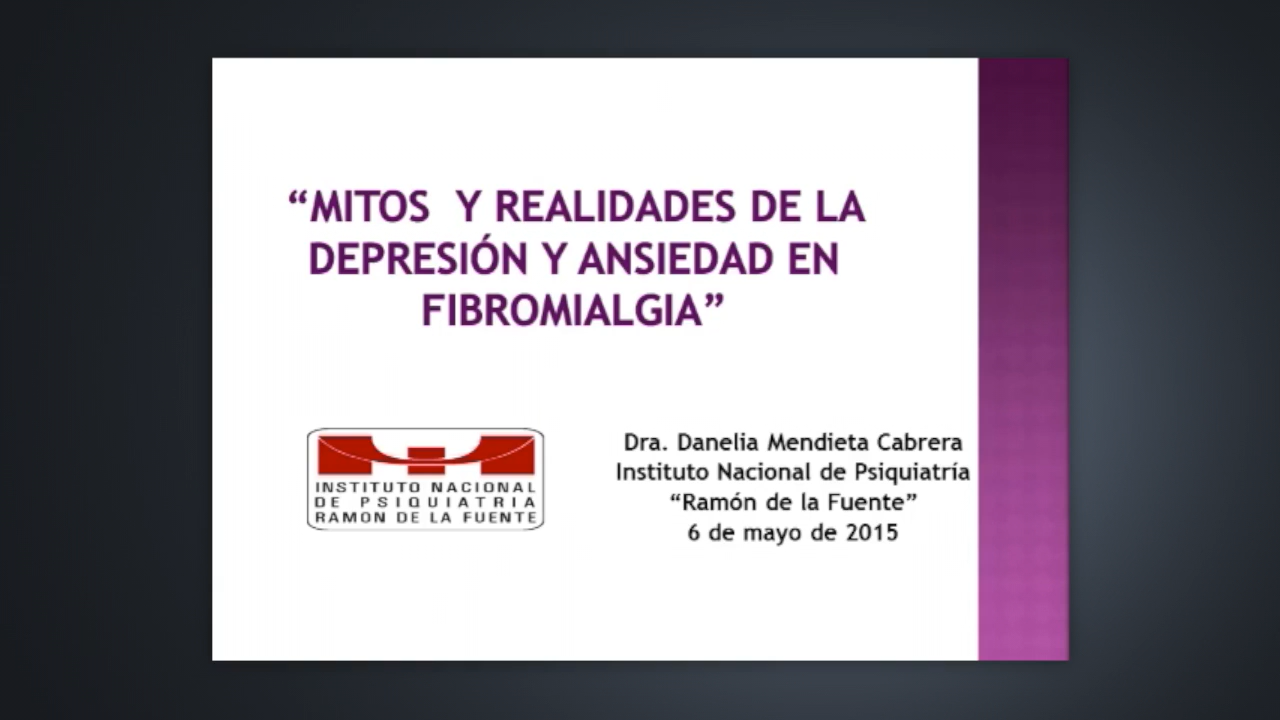 “MITOS Y REALIDADES DE LA
DEPRESIÓN Y ANSIEDAD EN
FIBROMIALGIA”
INSTITUTO NACIONAL
DE PSIQUIATRIA
RAMON DE LA FUENTE
Dra. Danelia Mendieta Cabrera
Instituto Nacional de Psiquiatría
“Ramón de la Fuente”
6 de mayo de 2015